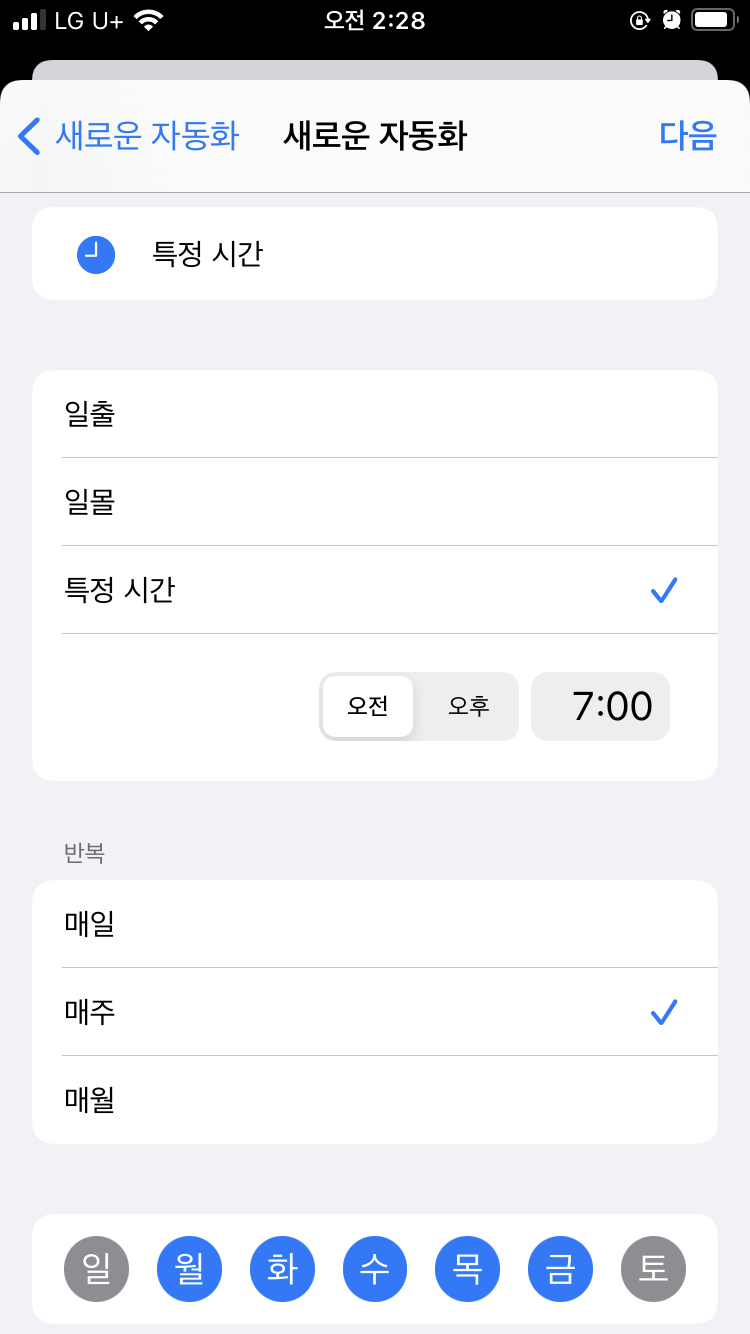 LG U+ 오전 2:28
새로운 자동화 새로운 자동화 다음
특정 시간
일출
일몰
특정 시간
오전 오후 7:00
반복
매일
매주
매월
일 월 화 수 목 금 토